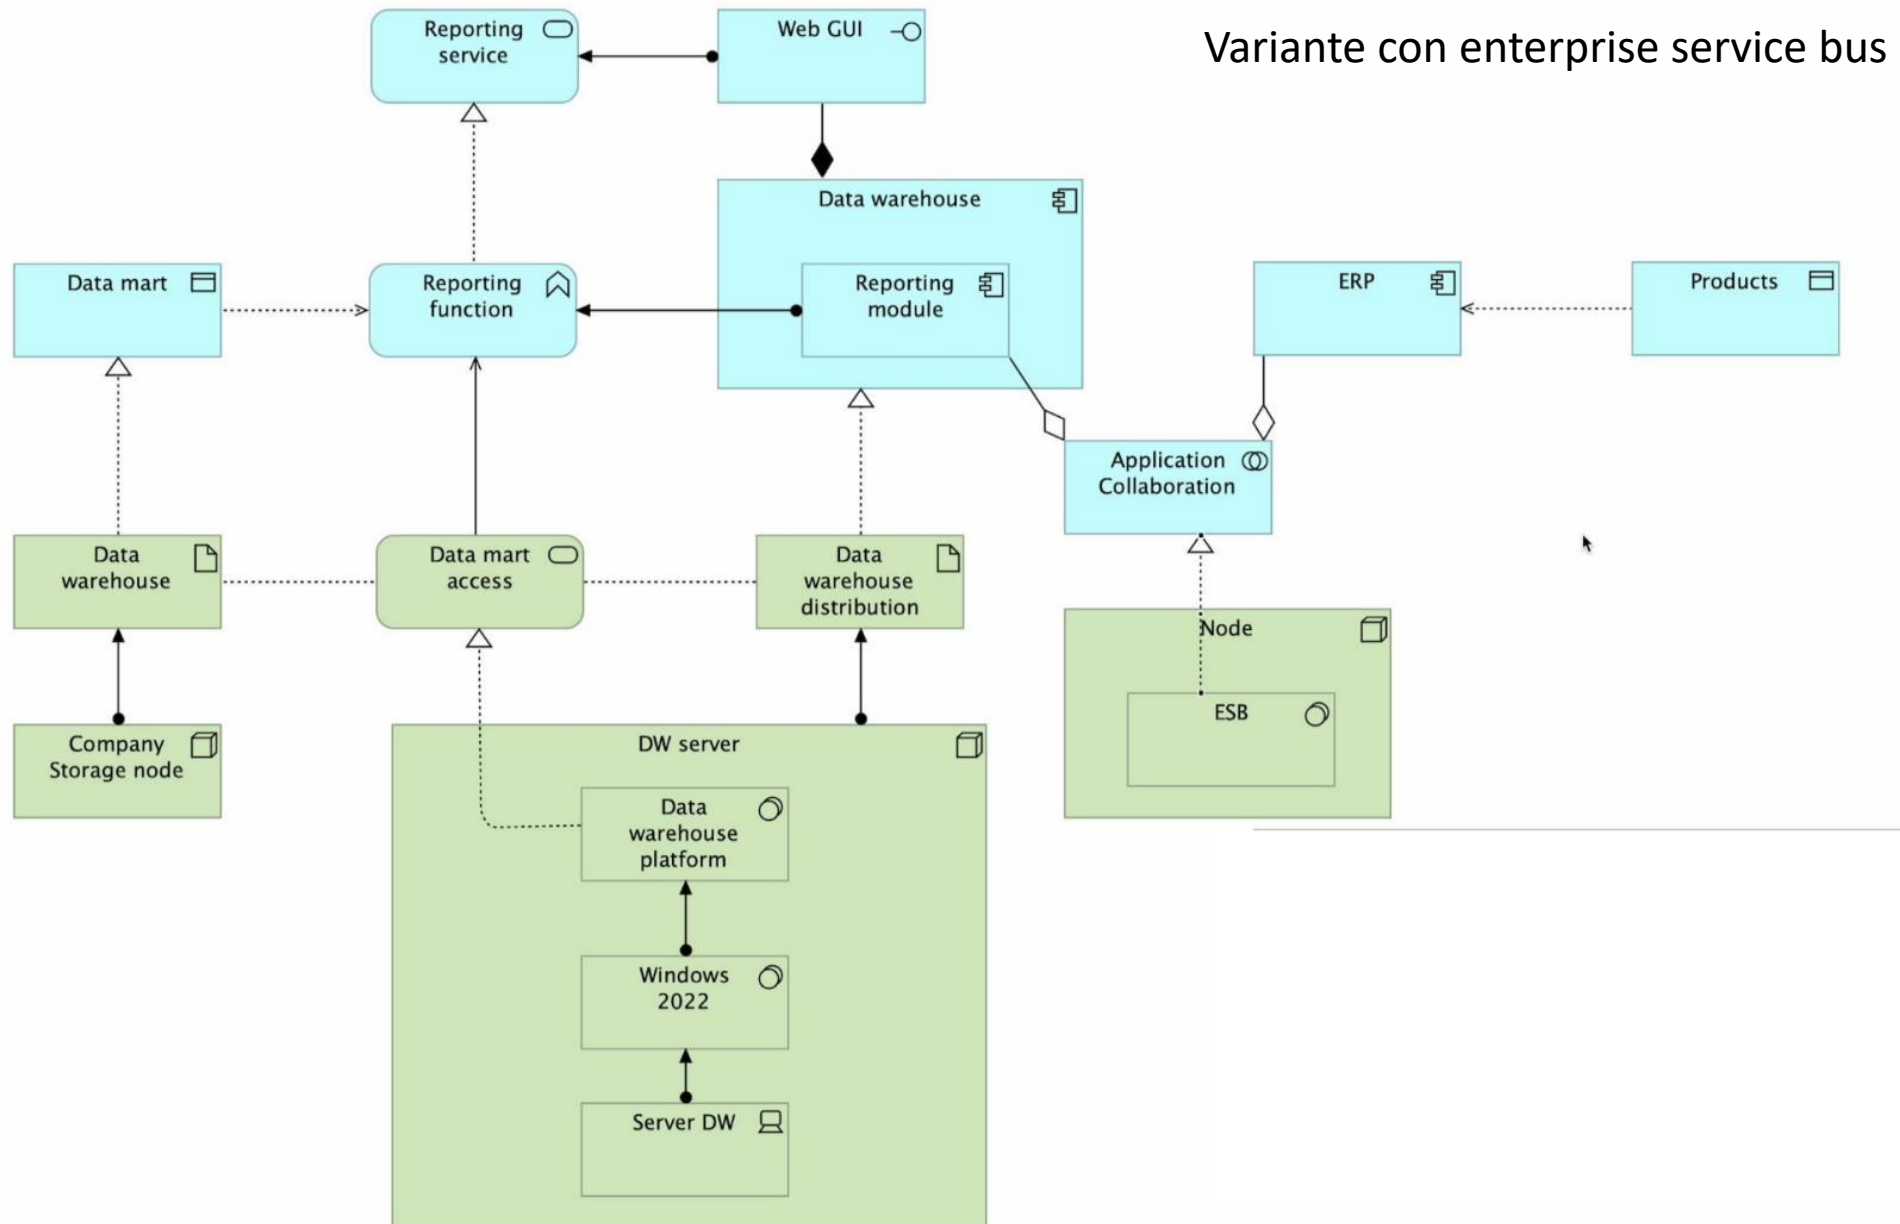 Variante con enterprise service bus
Reporting
service
Web GUI
Data warehouse
Data mart
Reporting
function
Reporting
module
ERP
Products
Application
Collaboration
Data
warehouse
Data mart
access
Data
warehouse
distribution
Node
ESB
Company
Storage node
DW server
Data
warehouse
platform
Windows
2022
Server DW